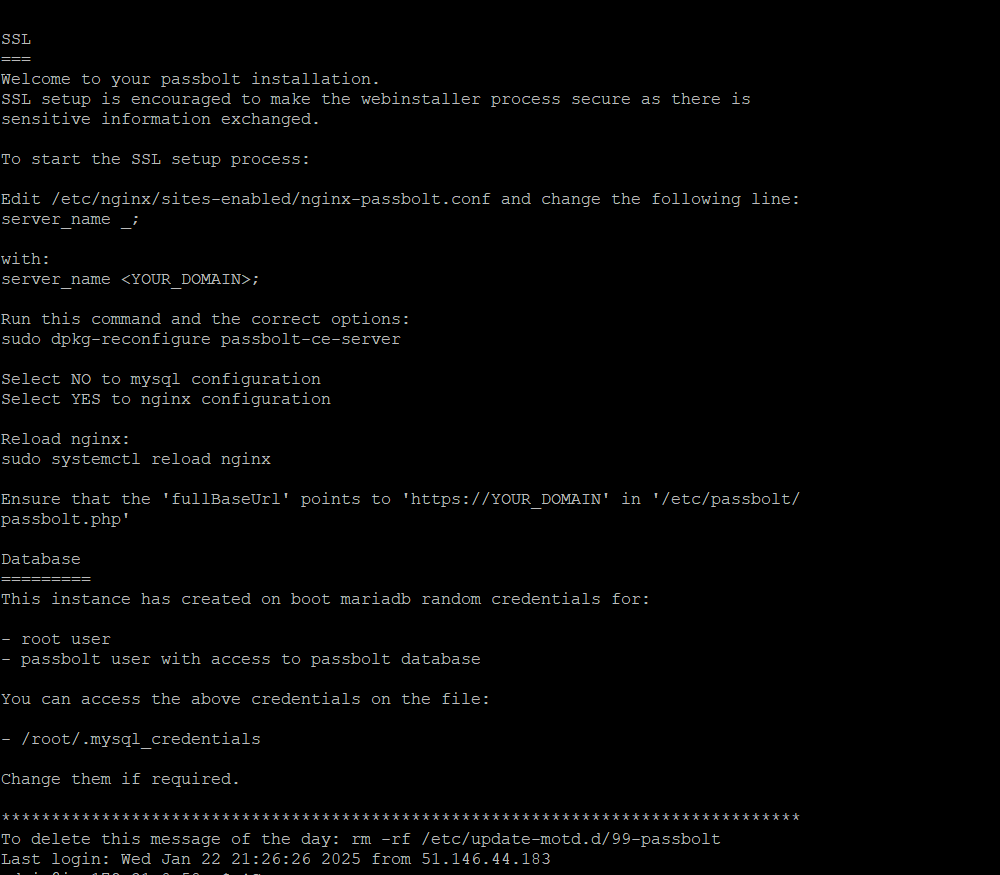 SSL
===
Welcome to your passbolt installation.
SSL setup is encouraged to make the webinstaller process secure as there is
sensitive information exchanged.
To start the SSL setup process:
Edit /etc/nginx/sites-enabled/nginx-passbolt.conf and change the following line:
server_name _;
with:
server_name <YOUR_DOMAIN>;
Run this command and the correct options:
sudo dpkg-reconfigure passbolt-ce-server
Select NO to mysql configuration
Select YES to nginx configuration
Reload nginx:
sudo systemctl reload nginx
Ensure that the 'fullBaseUrl' points to 'https://YOUR_DOMAIN' in '/etc/passbolt/
passbolt.php'
Database
=========
This instance has created on boot mariadb random credentials for:
- root user
- passbolt user with access to passbolt database
You can access the above credentials on the file:
- /root/.mysql_credentials
Change them if required.
********************************************************************************
To delete this message of the day: rm -rf /etc/update-motd.d/99-passbolt
Last login: Wed Jan 22 21:26:26 2025 from 51.146.44.183